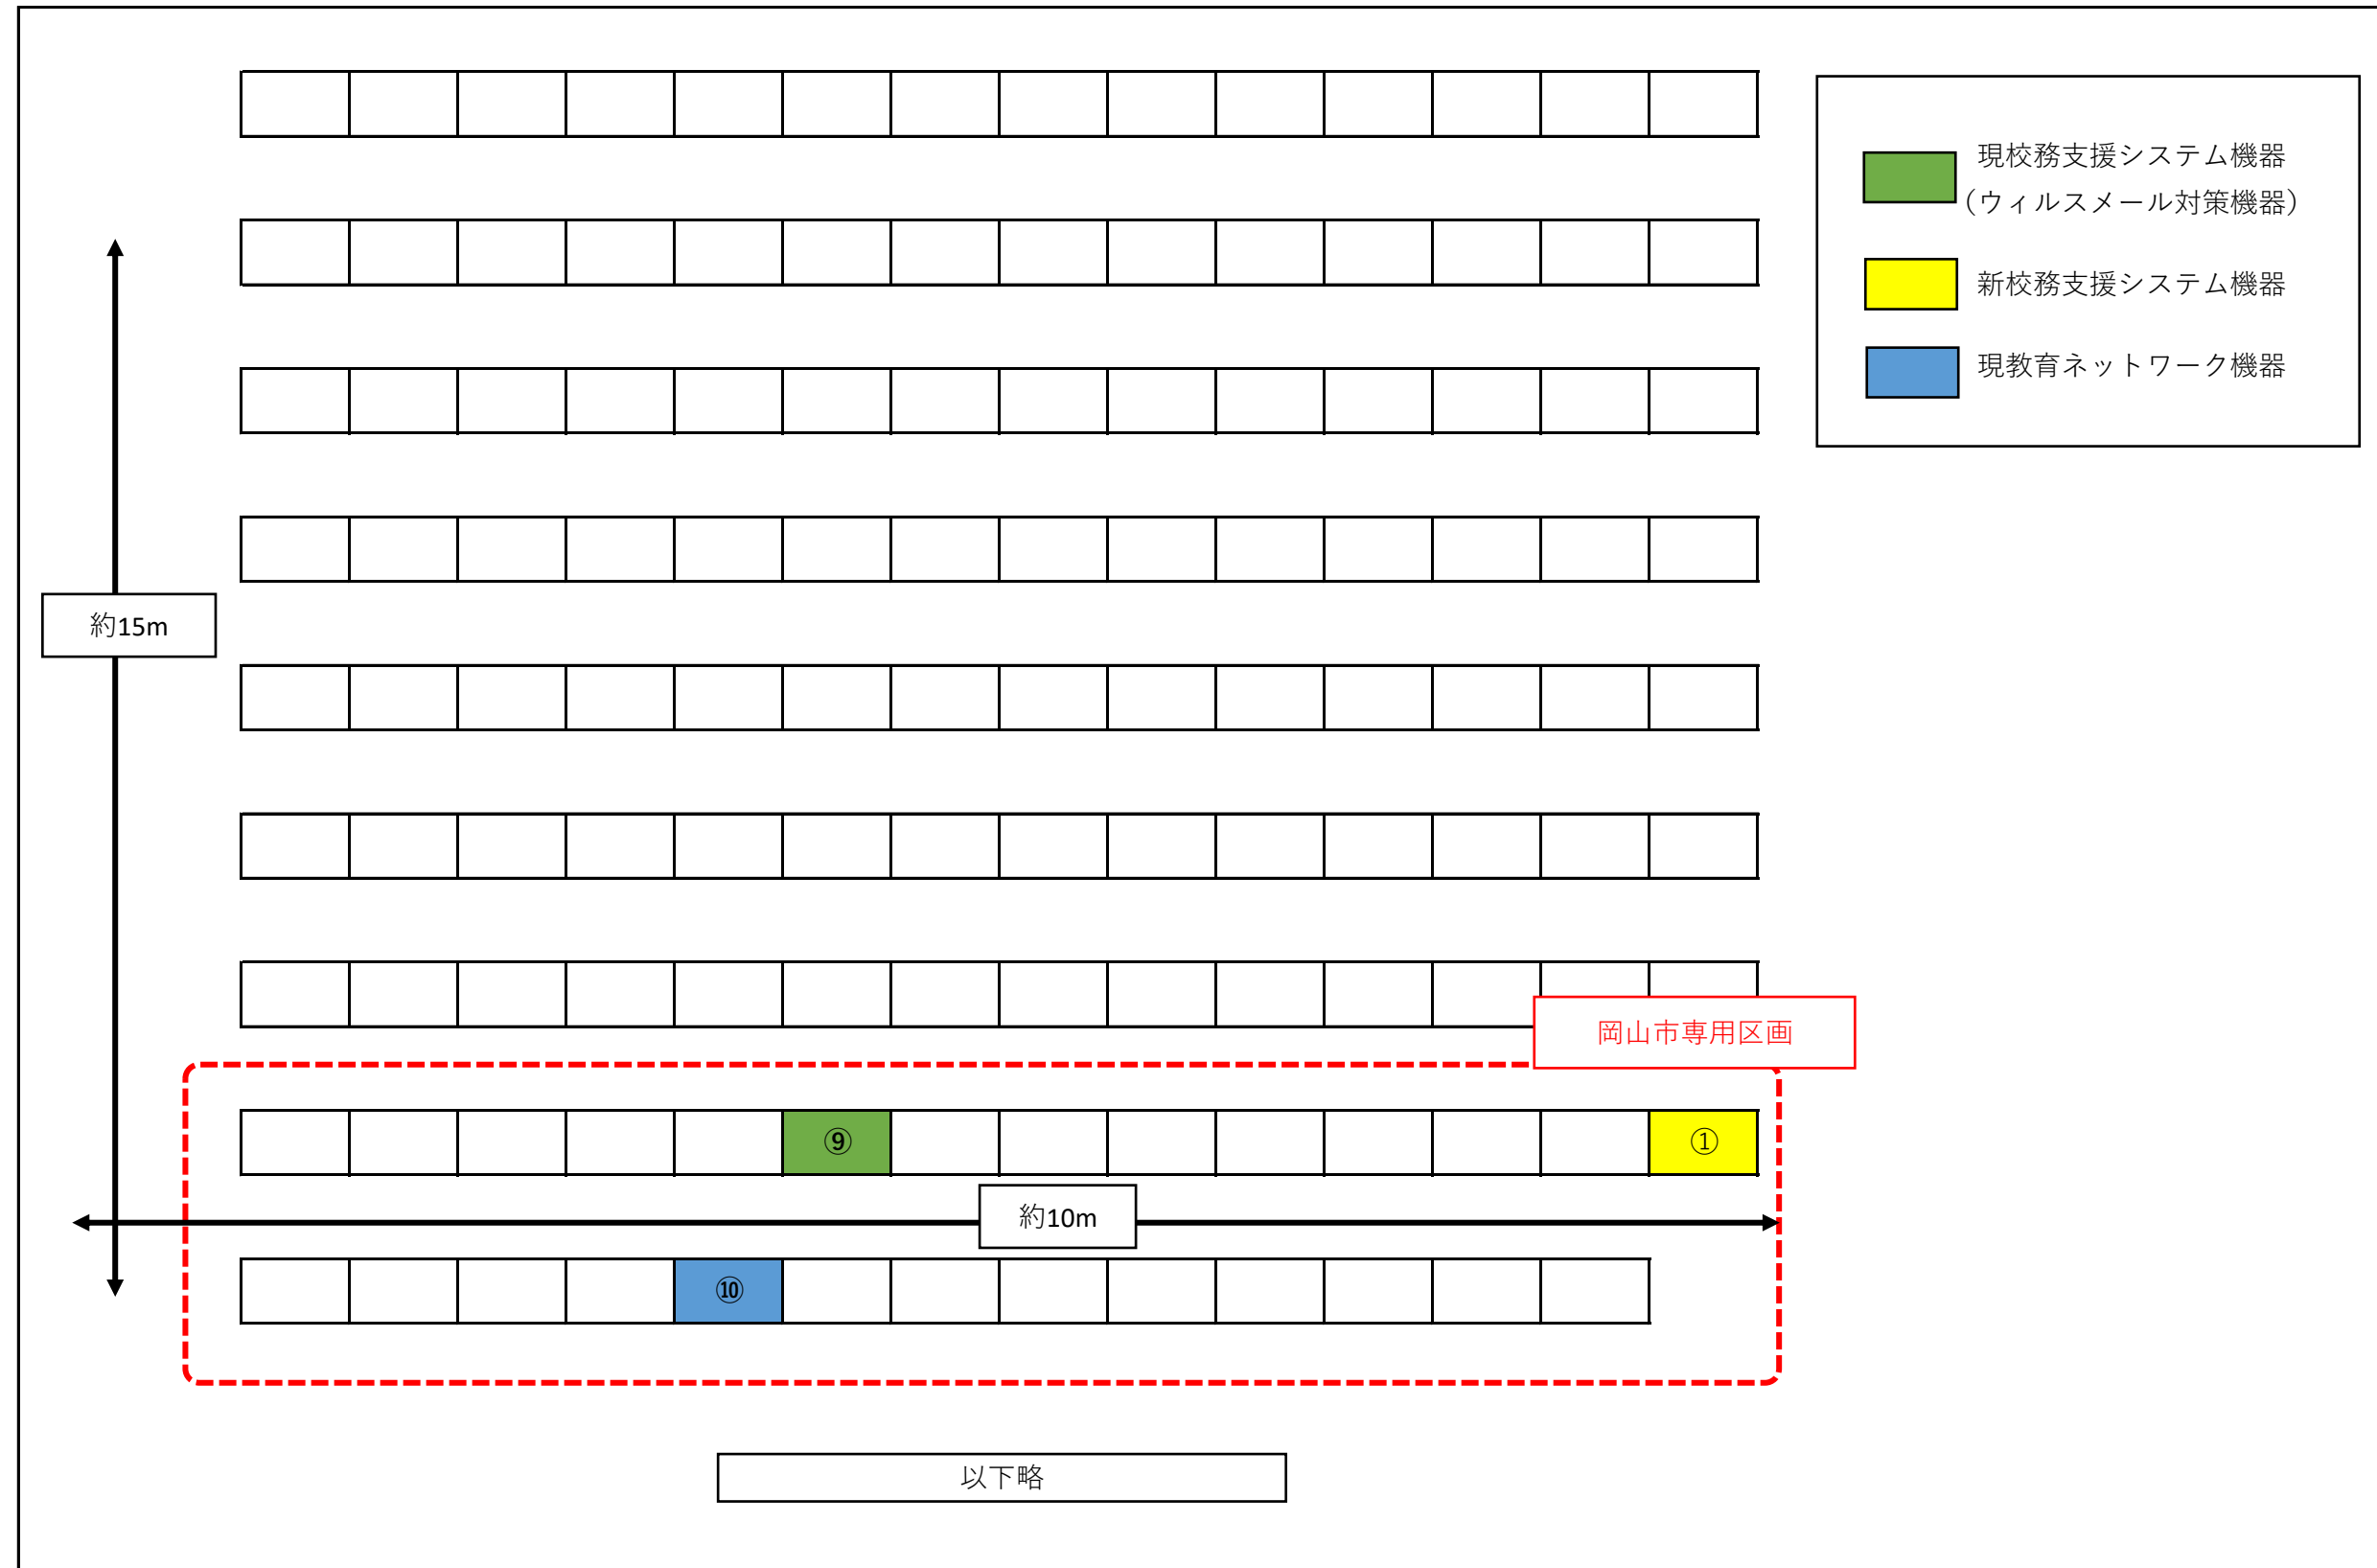 現校務支援システム機器
（ウィルスメール対策機器）
新校務支援システム機器
現教育ネットワーク機器
約15m
岡山市専用区画
⑨
①
約10m
⑩
以下略